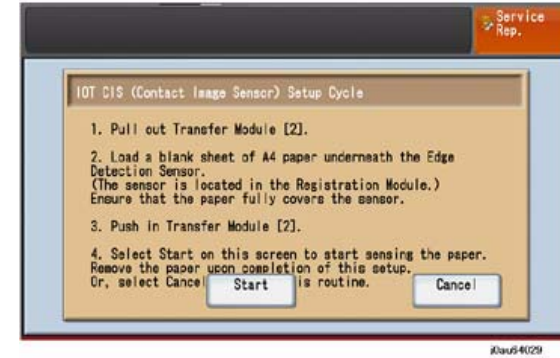 Service
Rep.
IOT CIS (Contact Image Sensor) Setup Cycle
1. Pull out Transfer Module [2].
2. Load a blank sheet of A4 paper underneath the Edge
Detection Sensor.
(The sensor is located in the Registration Module.)
Ensure that the paper fully covers the sensor.
3. Push in Transfer Module [2].
4. Select Start on this screen to start sensing the paper.
Remove the paper upon completion of this setup.
Or, select Cancel is routine.
Start
Cancel
j0au64029